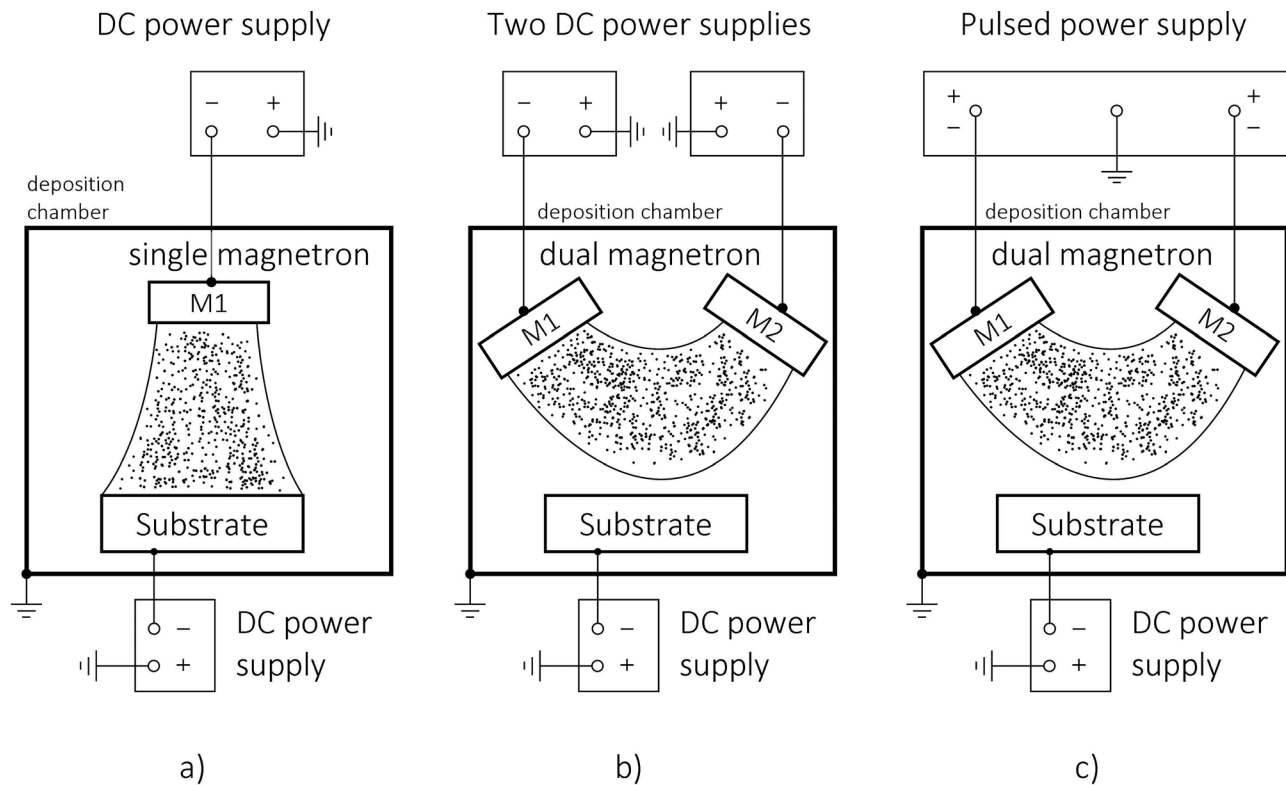 DC power supply
− +
deposition
chamber
single magnetron
M1
Substrate
−
+
DC power
supply
a)
Two DC power supplies
− +
+ −
deposition chamber
dual magnetron
M1
M2
Substrate
−
+
DC power
supply
b)
Pulsed power supply
+
−
+
−
deposition chamber
dual magnetron
M1
M2
Substrate
−
+
DC power
supply
c)